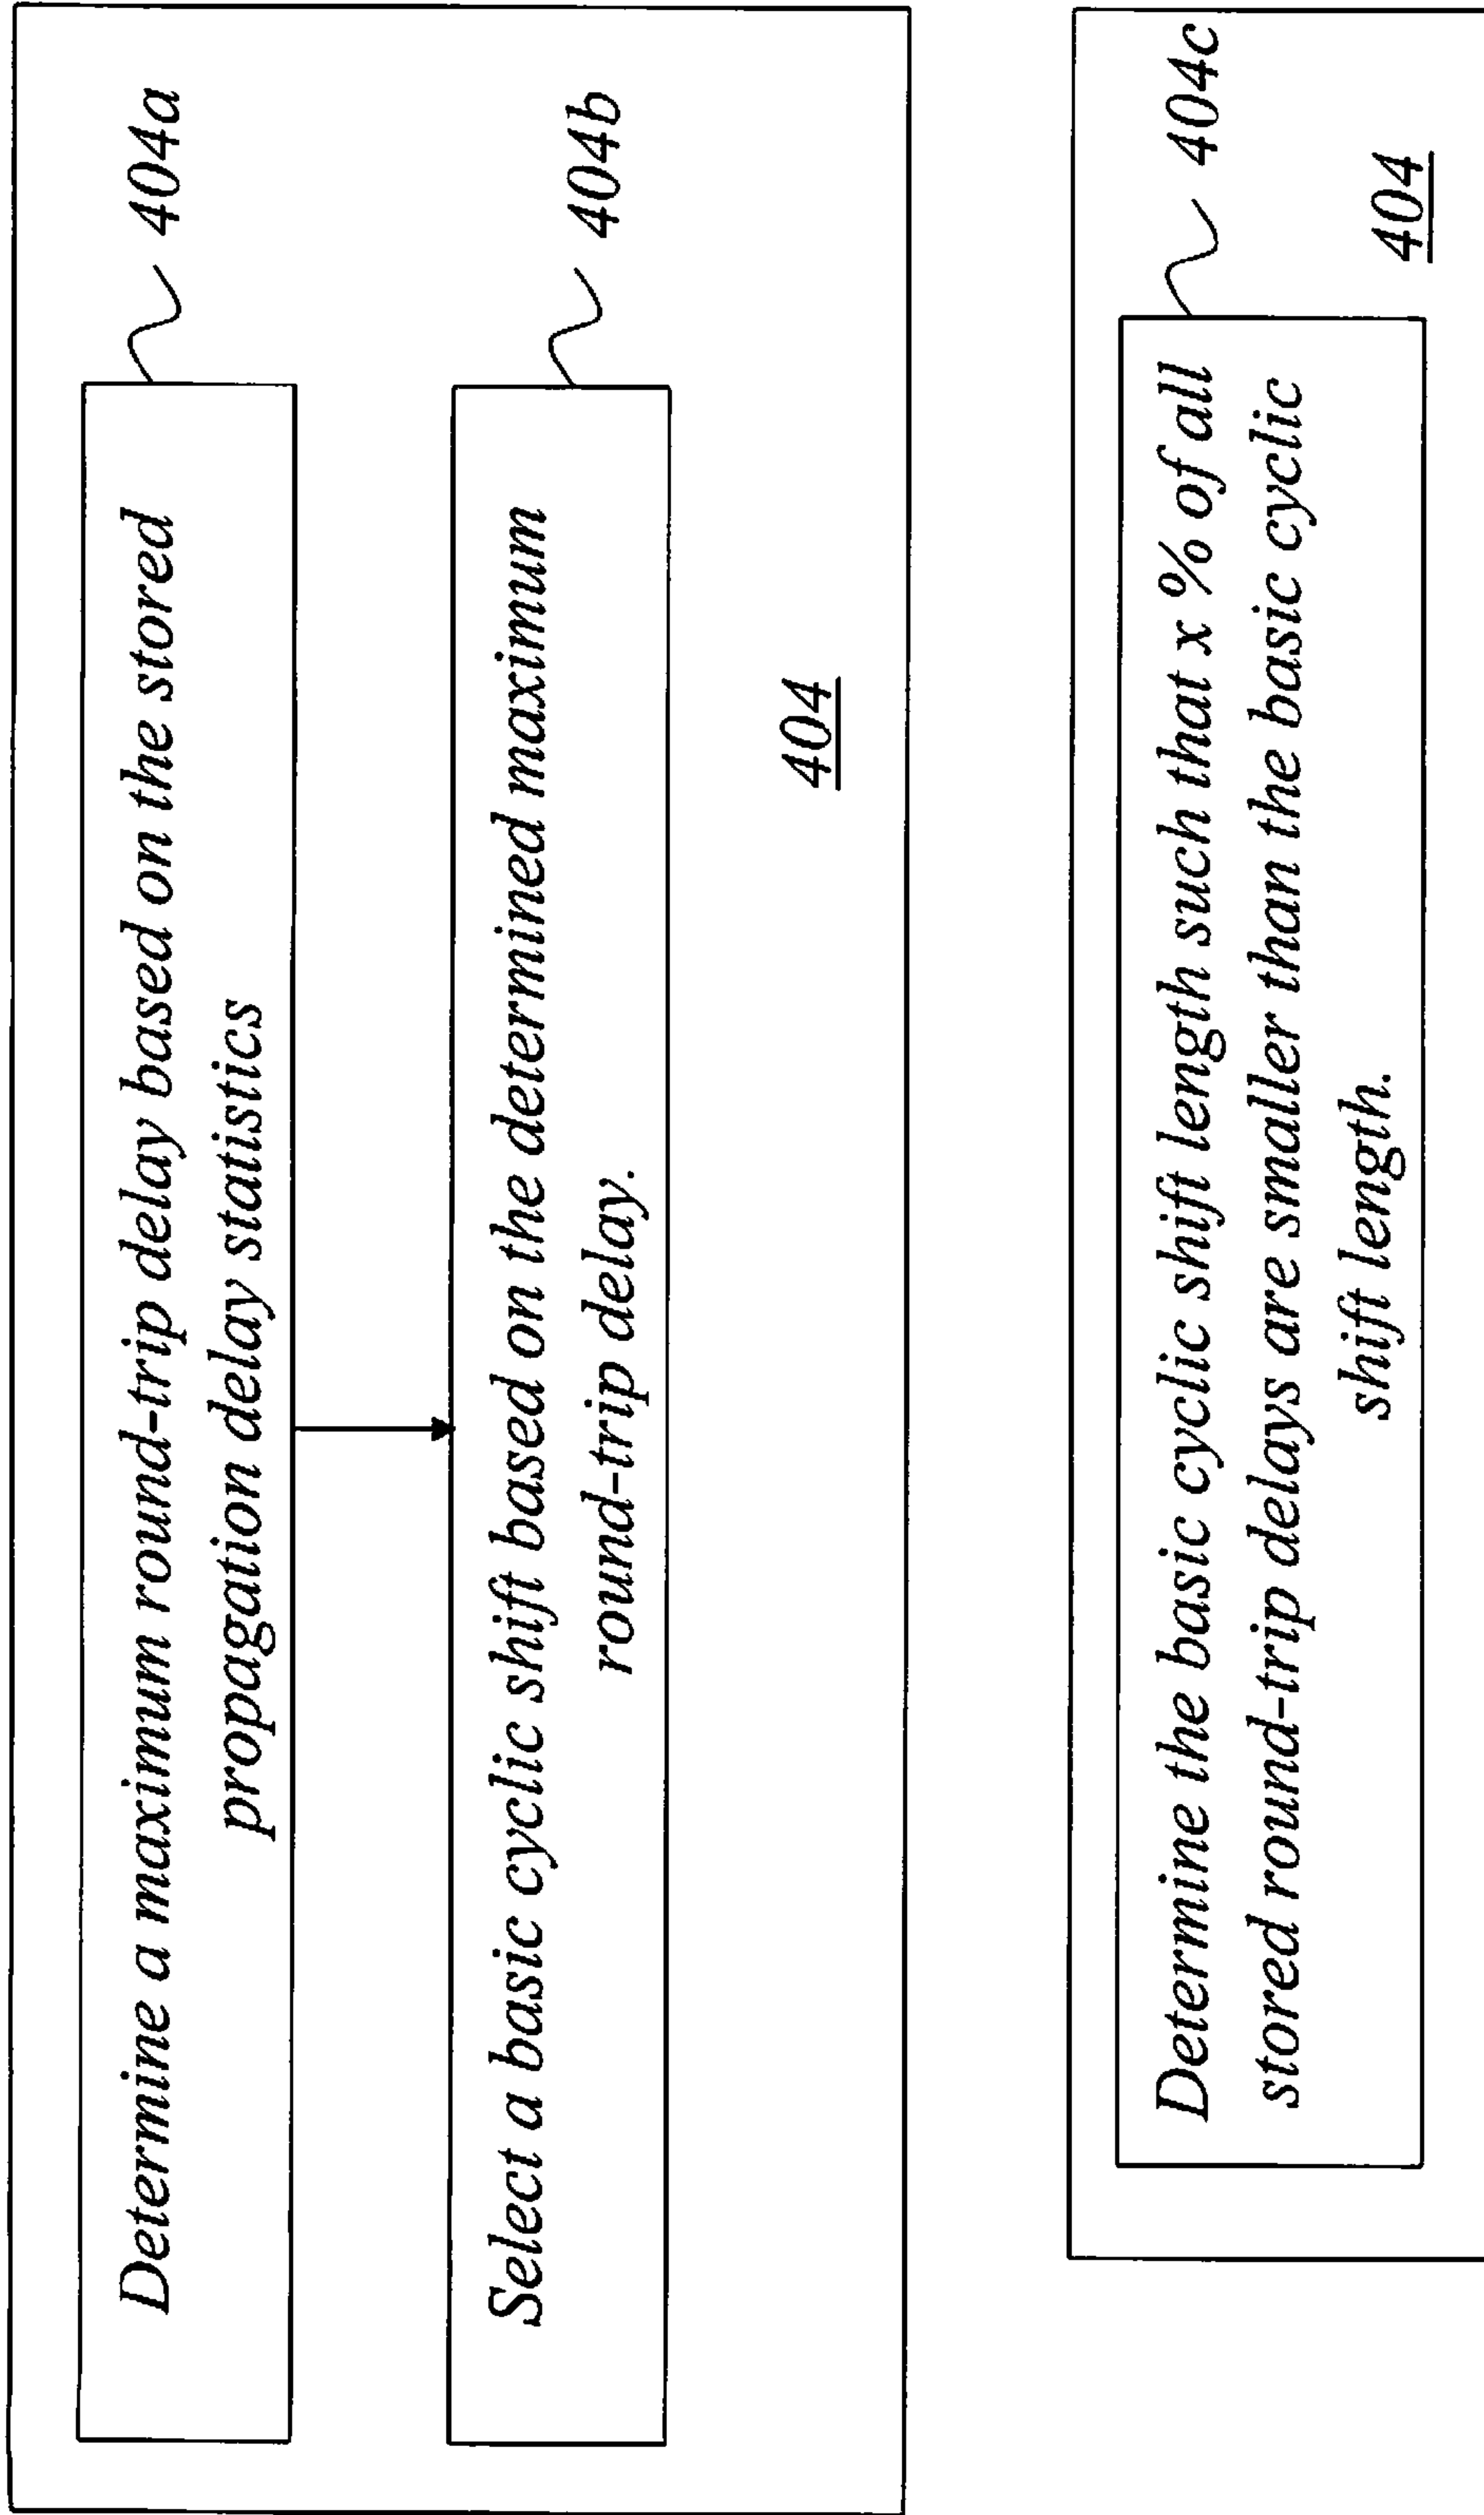 Determine a maximum round-trip delay based on the stored
propagation delay statistics
404a
Select a basic cyclic shift based on the determined maximum
round-trip delay.
404b
404
Determine the basic cyclic shift length such that x % of all
stored round-trip delays are smaller than the basic cyclic
shift length.
404c
404